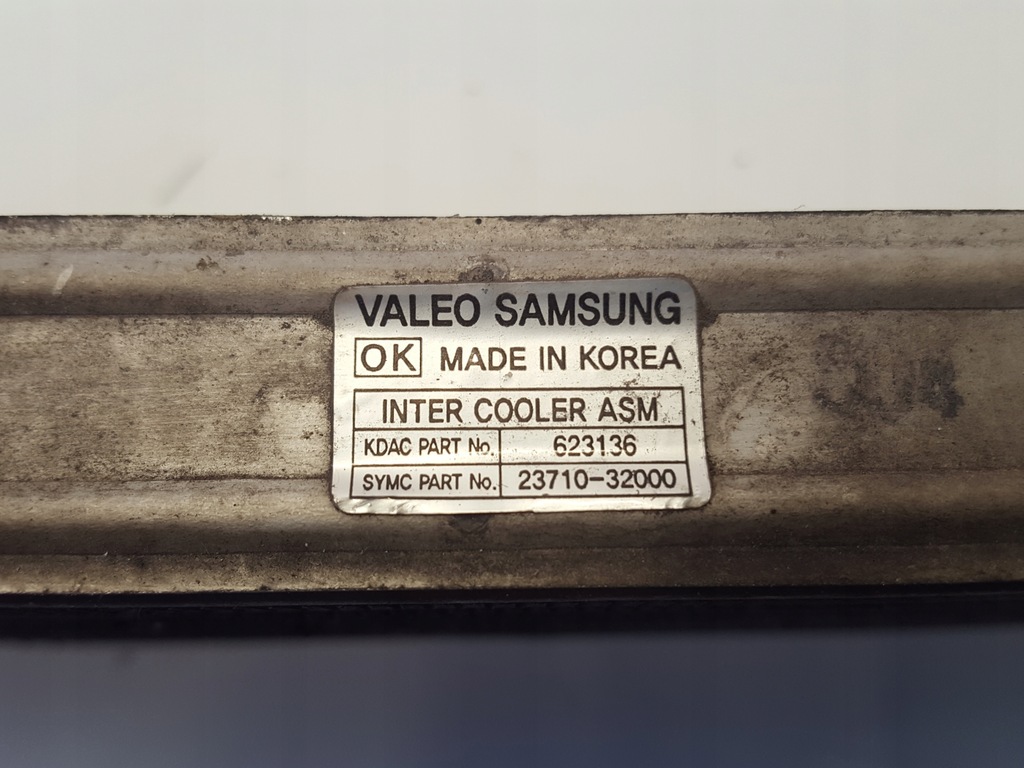 VALEO SAMSUNG
OK MADE IN KOREA
INTER COOLER ASM
KDAC PART No. 623136
SYMC PART No. 23710-32000